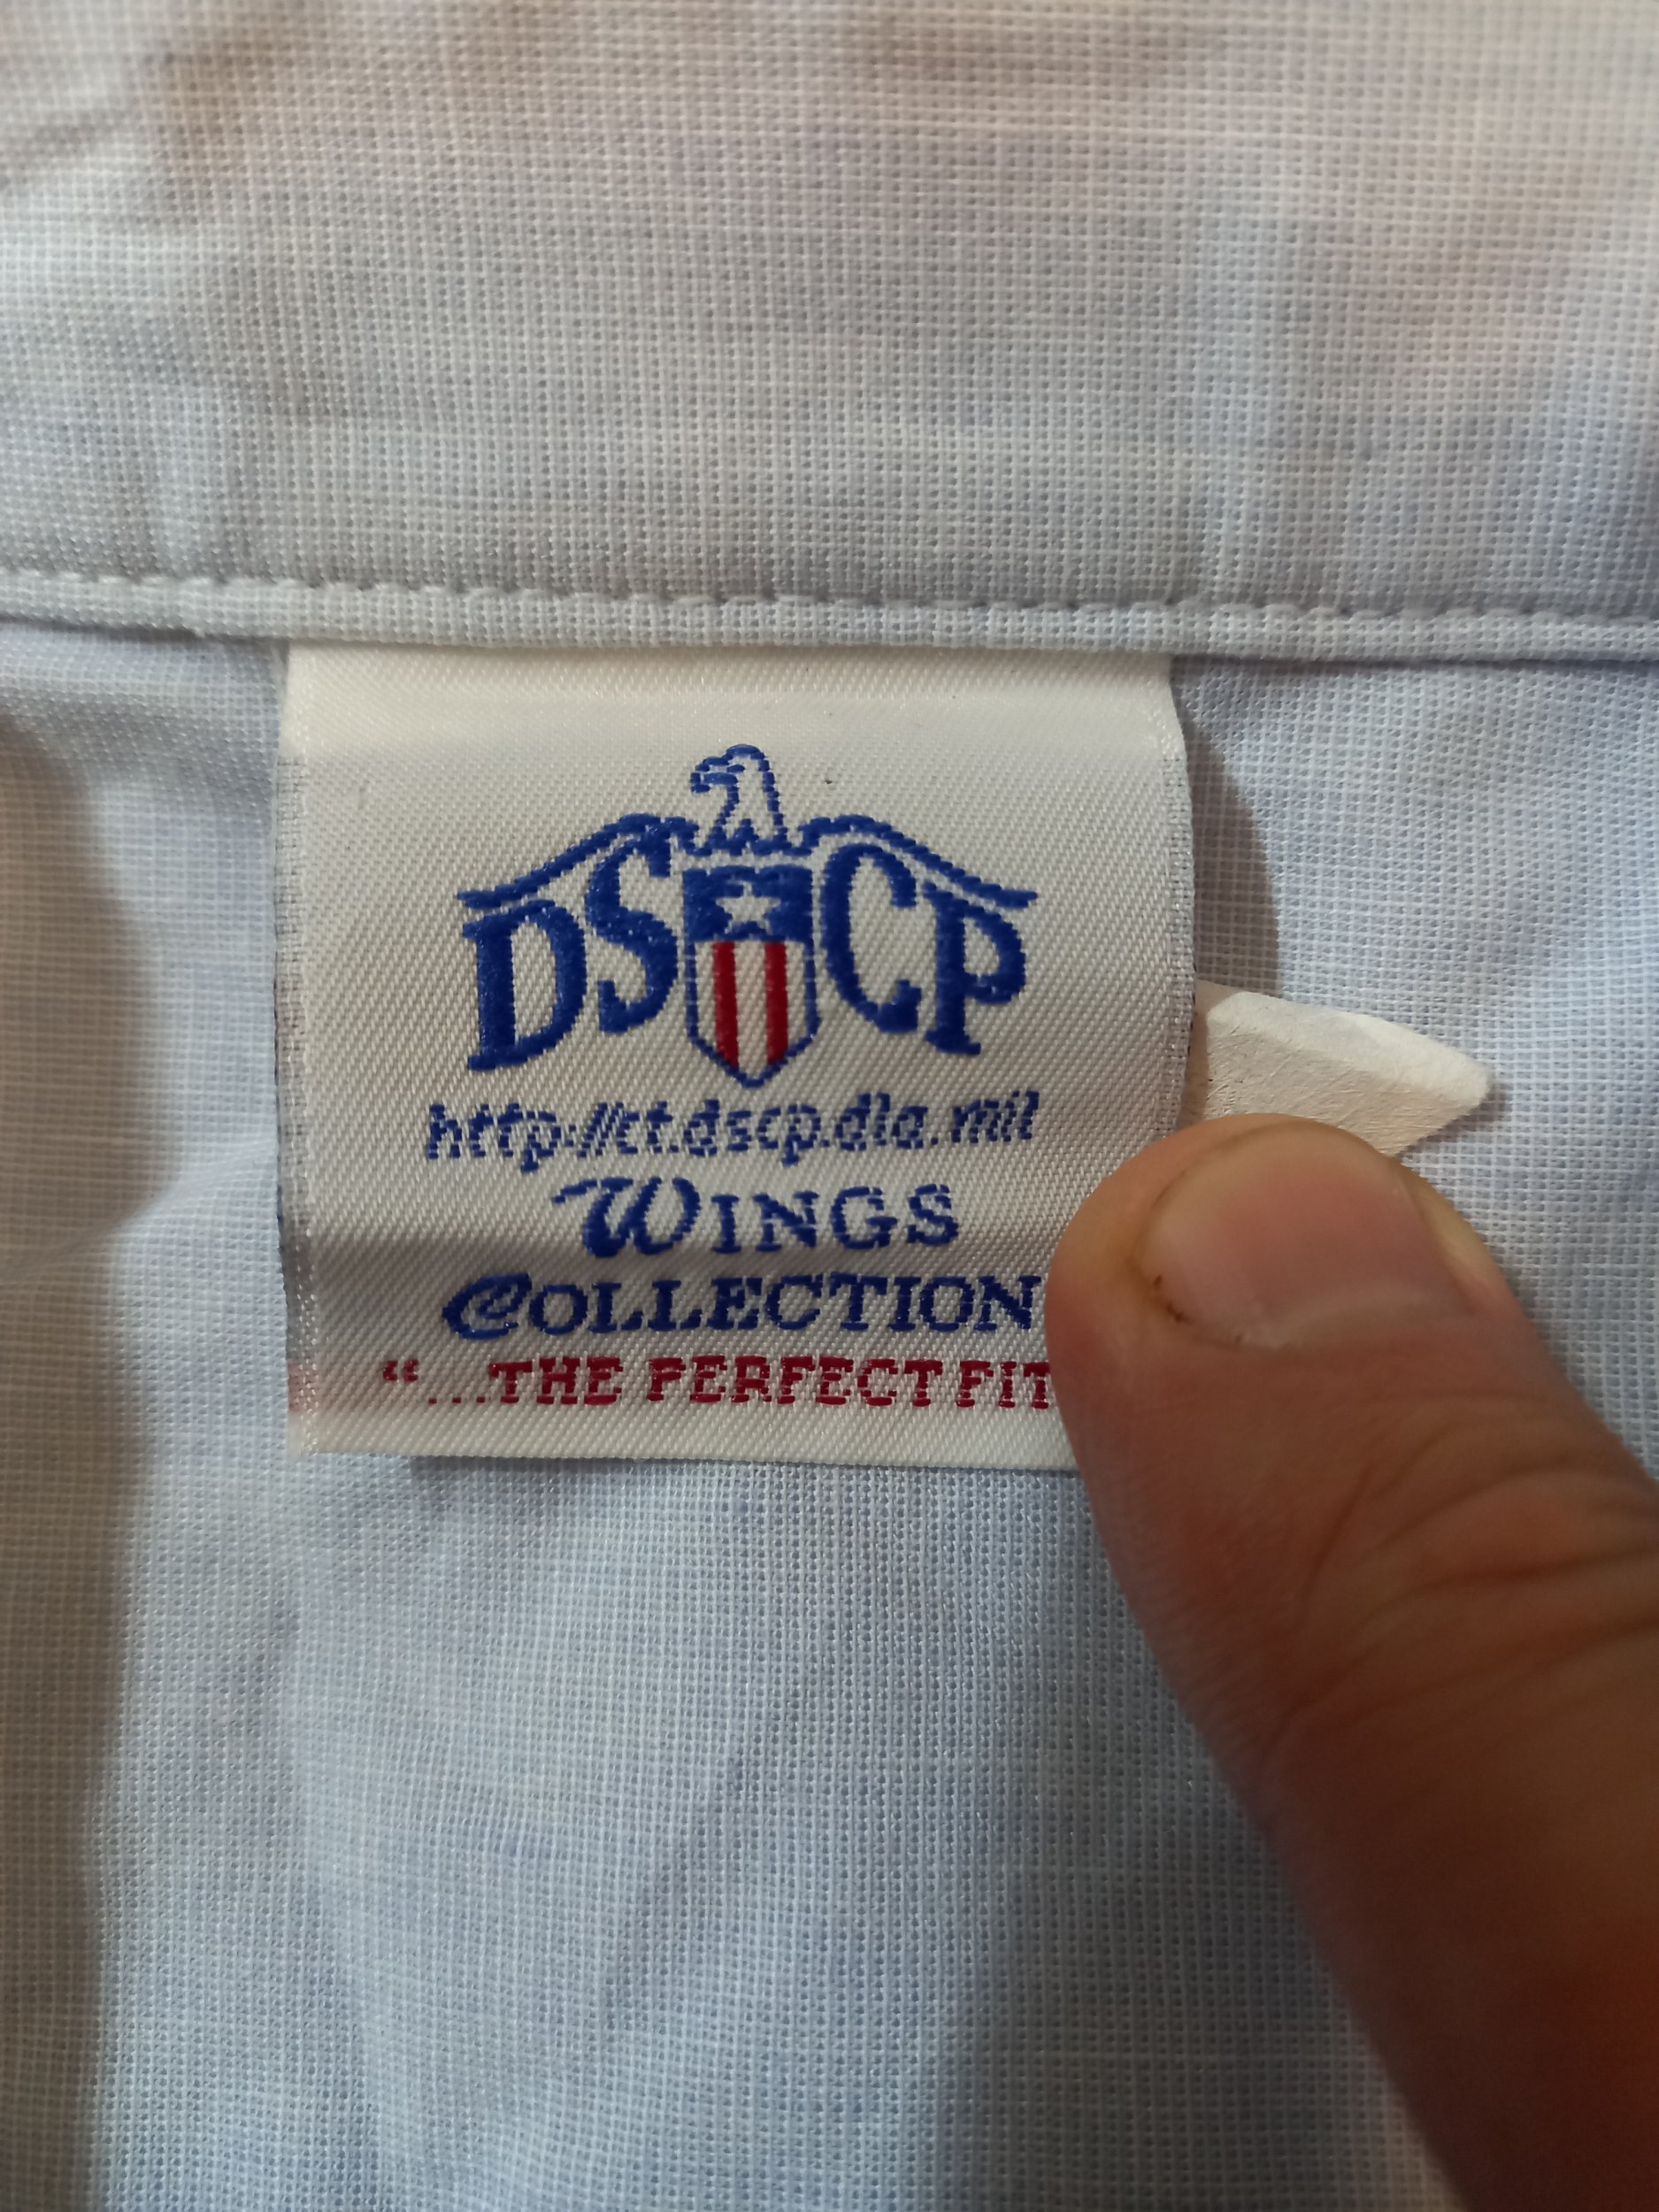 DSCP
http://ct.dscp.dla.mil
WINGS
COLLECTION
"...THE PERFECT FIT